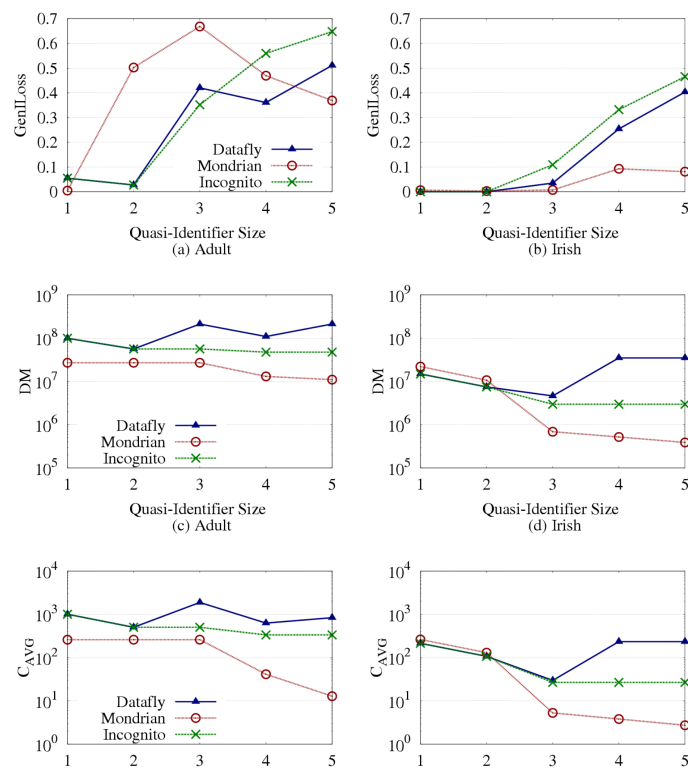 0.7
0.6
0.5
0.4
0.3
0.2
0.1
0
GenILoss
Datafly
Mondrian
Incognito
1 2 3 4 5
Quasi-Identifier Size
(a) Adult
0.7
0.6
0.5
0.4
0.3
0.2
0.1
0
GenILoss
1 2 3 4 5
Quasi-Identifier Size
(b) Irish
10^9
10^8
10^7
10^6
10^5
DM
Datafly
Mondrian
Incognito
1 2 3 4 5
Quasi-Identifier Size
(c) Adult
10^9
10^8
10^7
10^6
10^5
DM
1 2 3 4 5
Quasi-Identifier Size
(d) Irish
10^4
10^3
10^2
10^1
10^0
C_AVG
Datafly
Mondrian
Incognito
1 2 3 4 5
10^4
10^3
10^2
10^1
10^0
C_AVG
1 2 3 4 5